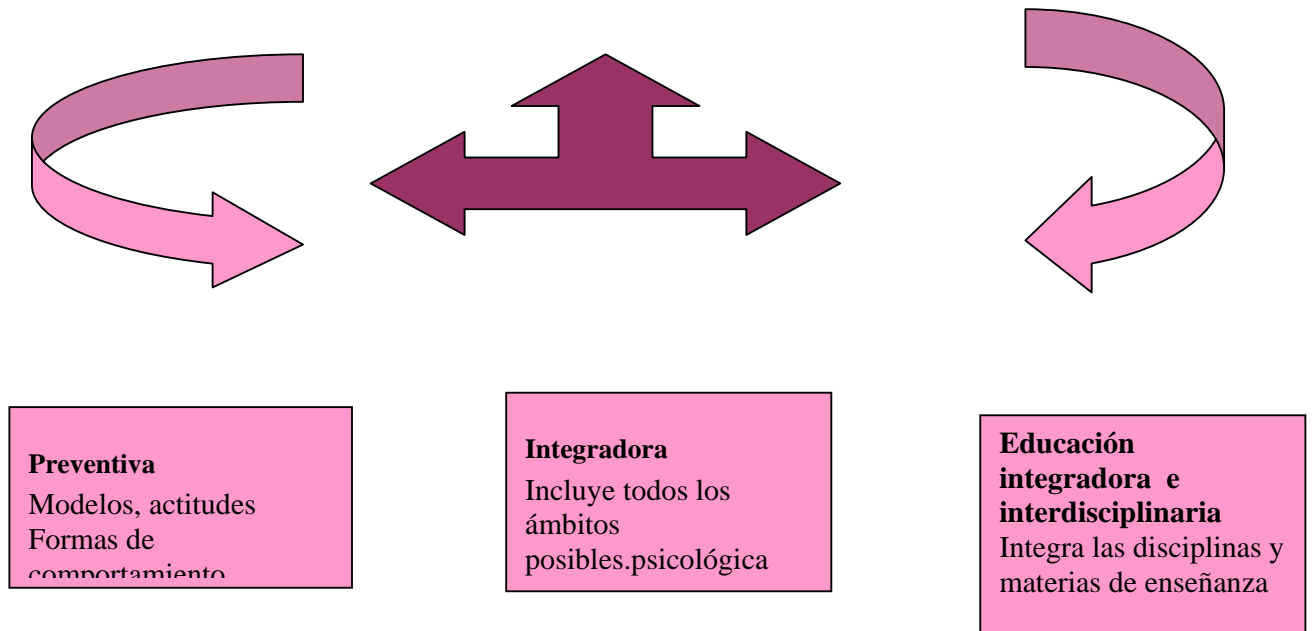 Preventiva
Modelos, actitudes
Formas de
comportamiento
Integradora
Incluye todos los
ámbitos
posibles.psicológica
Educación
integradora e
interdisciplinaria
Integra las disciplinas y
materias de enseñanza